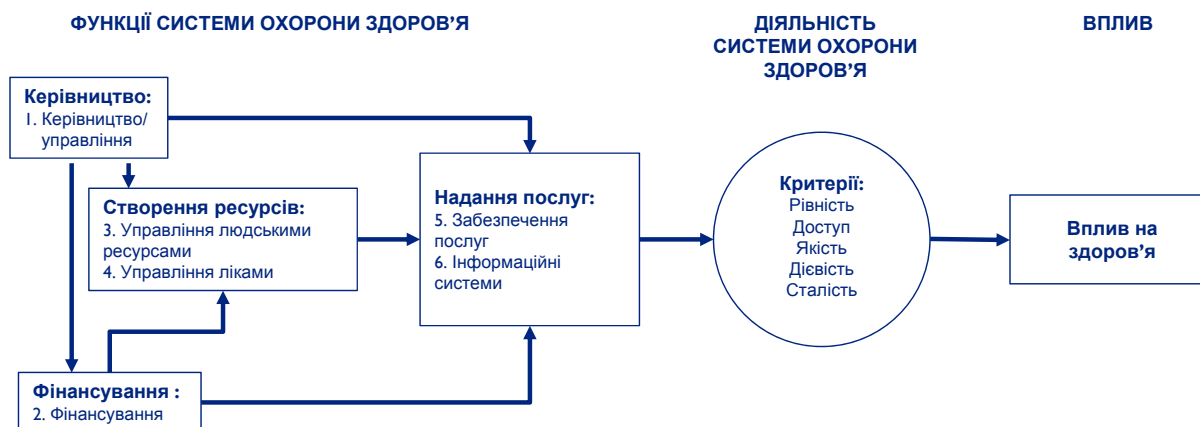 ФУНКЦІЇ СИСТЕМИ ОХОРОНИ ЗДОРОВ'Я
ДІЯЛЬНІСТЬ
СИСТЕМИ ОХОРОНИ
ЗДОРОВ'Я
ВПЛИВ
Керівництво:
1. Керівництво/
управління
Створення ресурсів:
3. Управління людськими
ресурсами
4. Управління ліками
Фінансування :
2. Фінансування
Надання послуг:
5. Забезпечення
послуг
6. Інформаційні
системи
Критерії:
Рівність
Доступ
Якість
Дієвість
Сталість
Вплив на
здоров'я